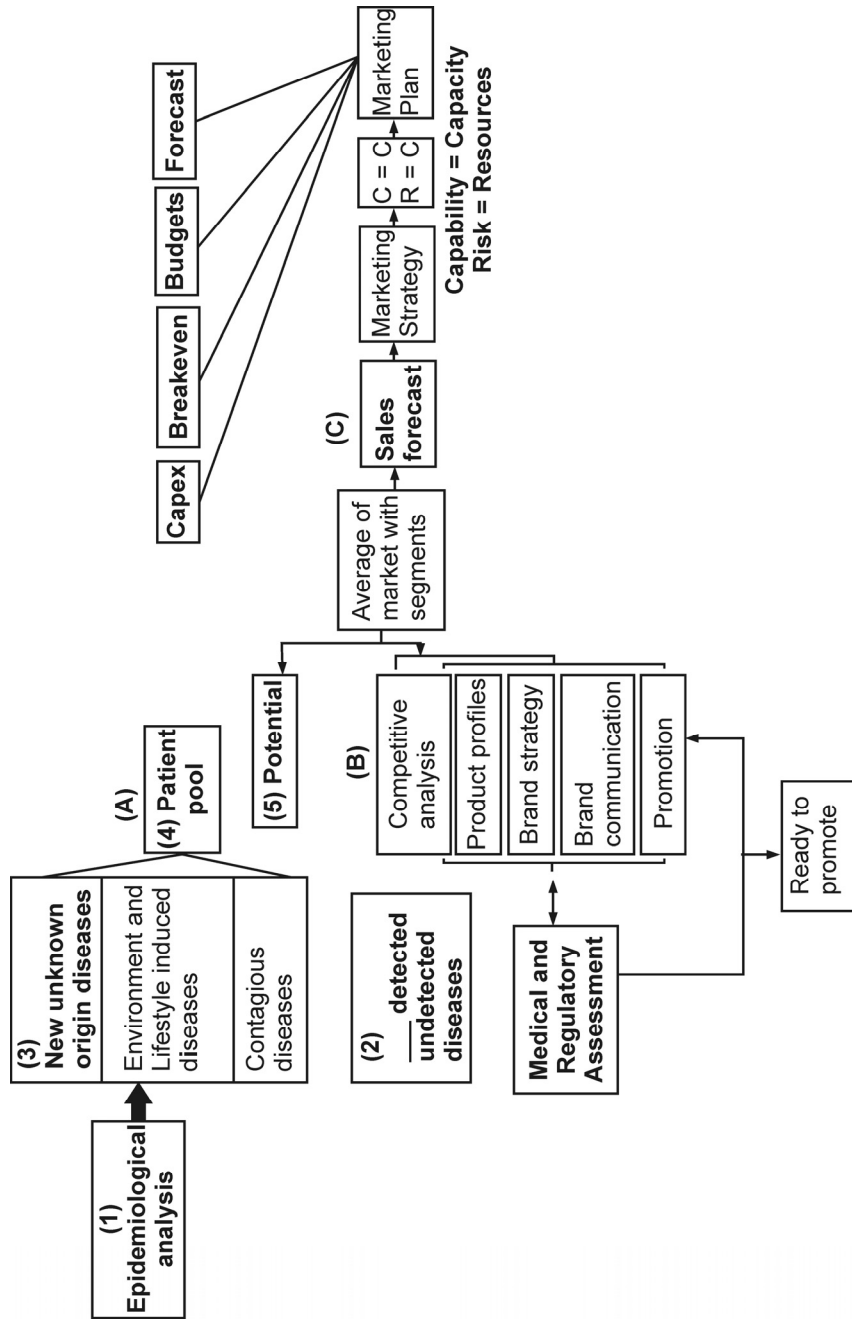 (1)
Epidemiological
analysis
(3)
New unknown
origin diseases
Environment and
Lifestyle induced
diseases
Contagious
diseases
(A)
(4) Patient
pool
(5) Potential
(2)
detected
undetected
diseases
Medical and
Regulatory
Assessment
(B)
Competitive
analysis
Product profiles
Brand strategy
Brand
communication
Promotion
Ready to
promote
Average of
market with
segments
(C)
Sales
forecast
Marketing
Strategy
C = C
R = C
Marketing
Plan
Capability = Capacity
Risk = Resources
Capex
Breakeven
Budgets
Forecast